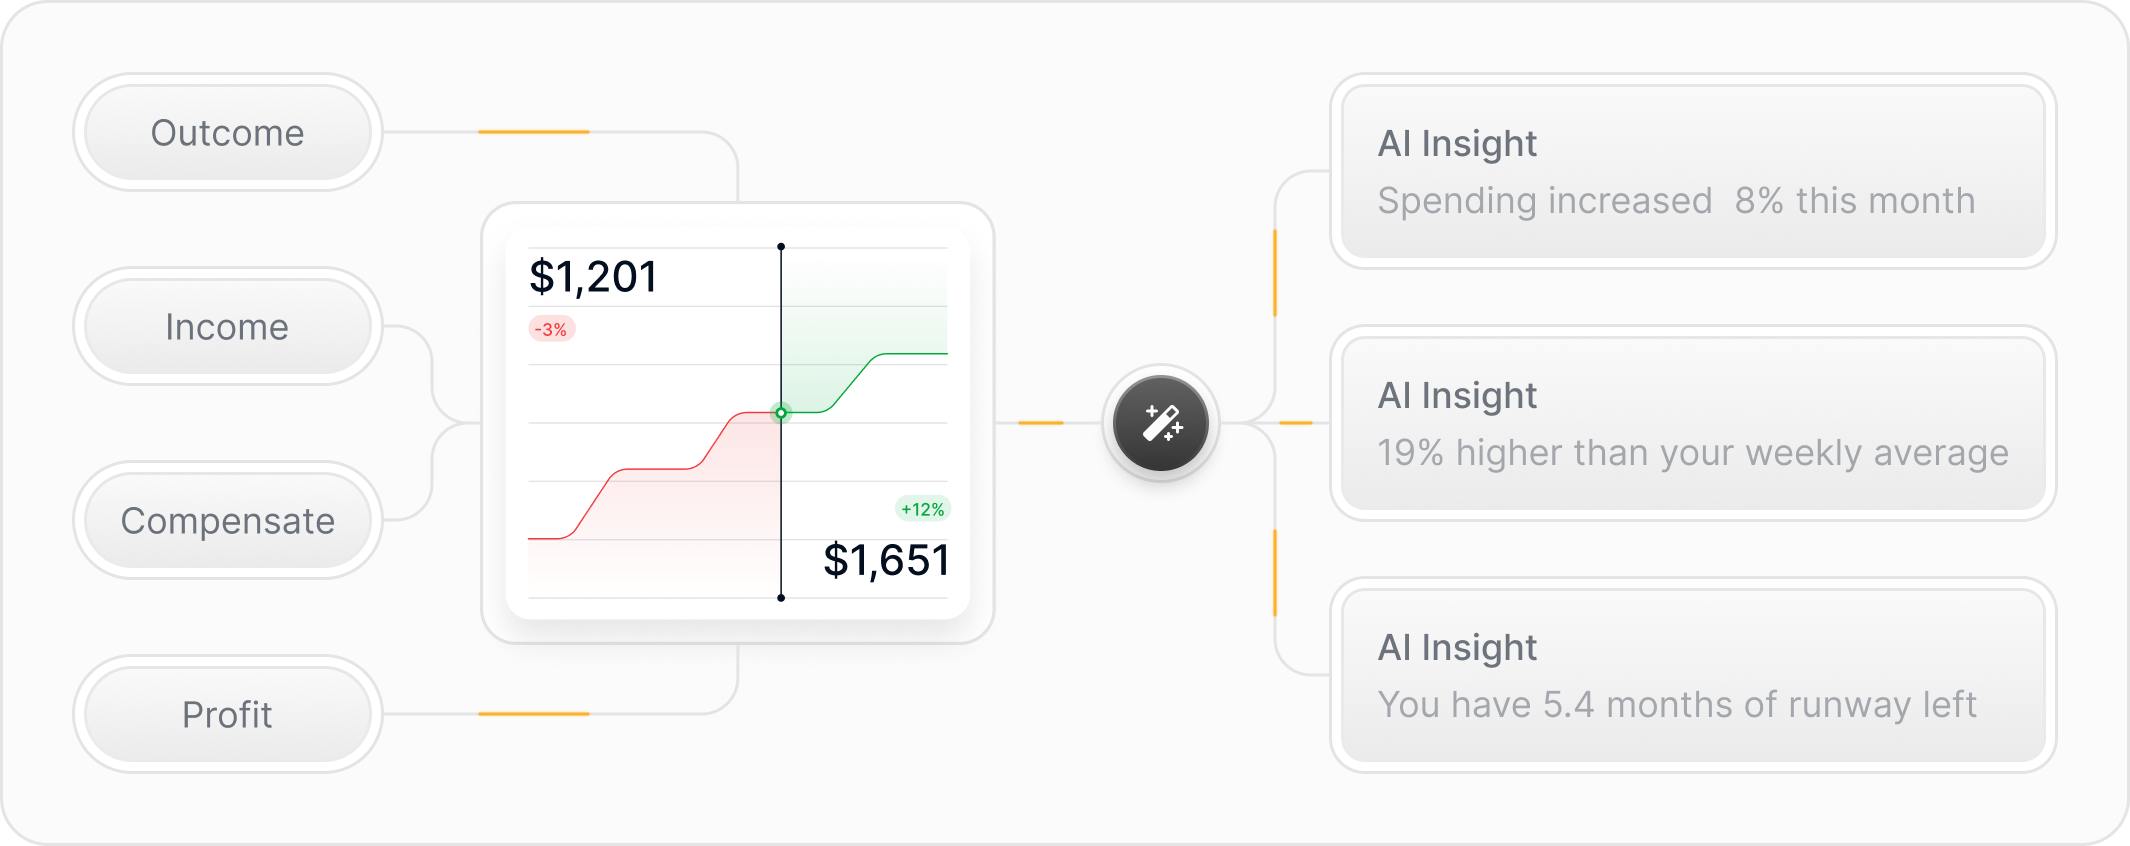 Outcome
Income
Compensate
Profit
$1,201
-3%
+12%
$1,651
AI Insight
Spending increased  8% this month
AI Insight
19% higher than your weekly average
AI Insight
You have 5.4 months of runway left